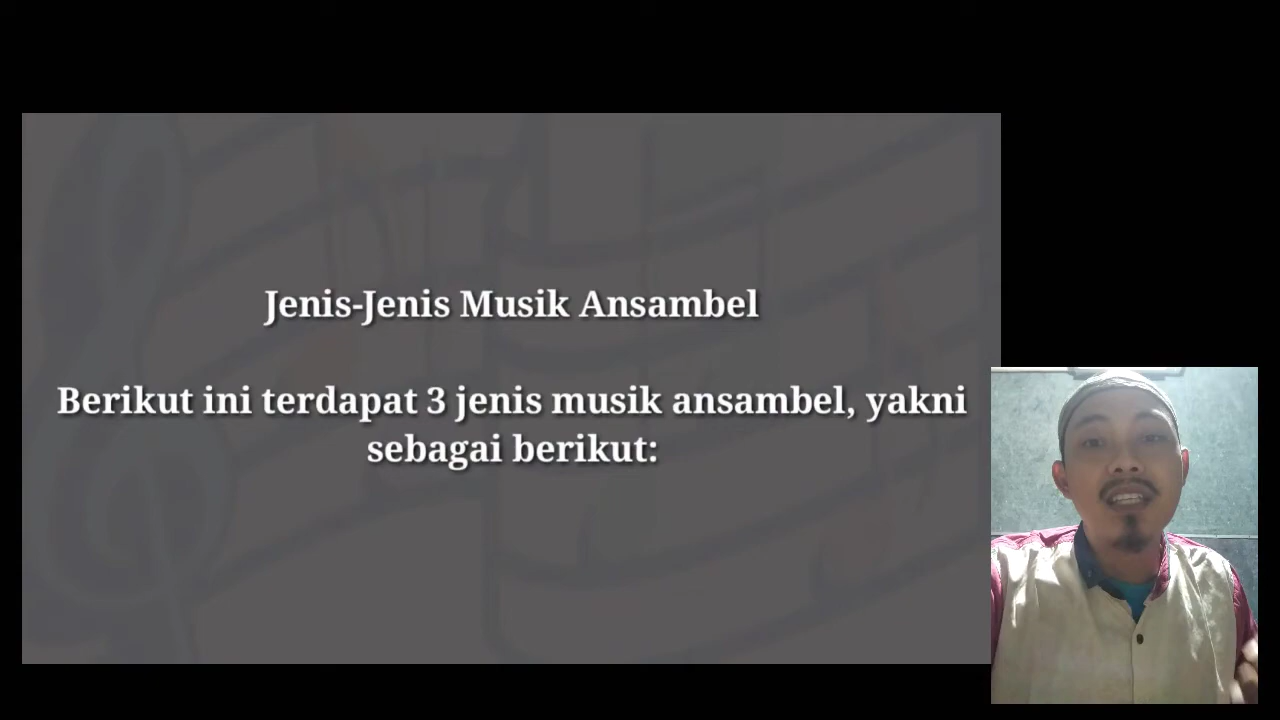 Jenis-Jenis Musik Ansambel
Berikut ini terdapat 3 jenis musik ansambel, yakni
sebagai berikut: